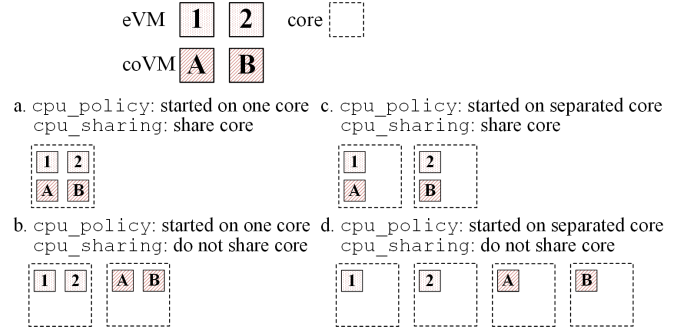 eVM 1 2 core
coVM A B
a. cpu_policy: started on one core
cpu_sharing: share core
1 2
A B
c. cpu_policy: started on separated core
cpu_sharing: share core
1 2
A B
b. cpu_policy: started on one core
cpu_sharing: do not share core
1 2 A B
d. cpu_policy: started on separated core
cpu_sharing: do not share core
1 2 A B